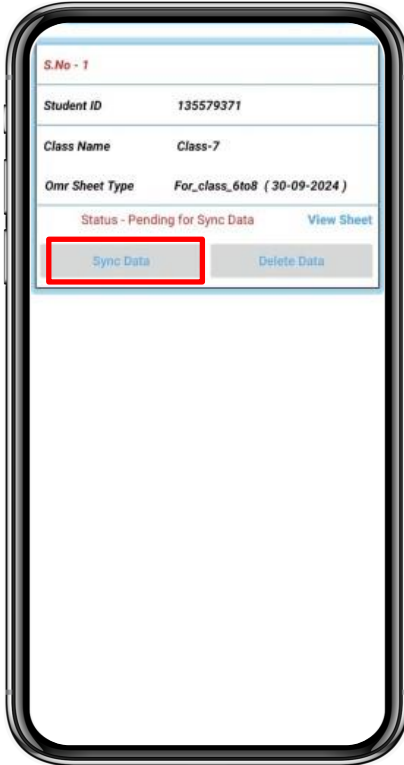 S.No - 1
Student ID 135579371
Class Name Class-7
Omr Sheet Type For_class_6to8 ( 30-09-2024 )
Status - Pending for Sync Data View Sheet
Sync Data Delete Data